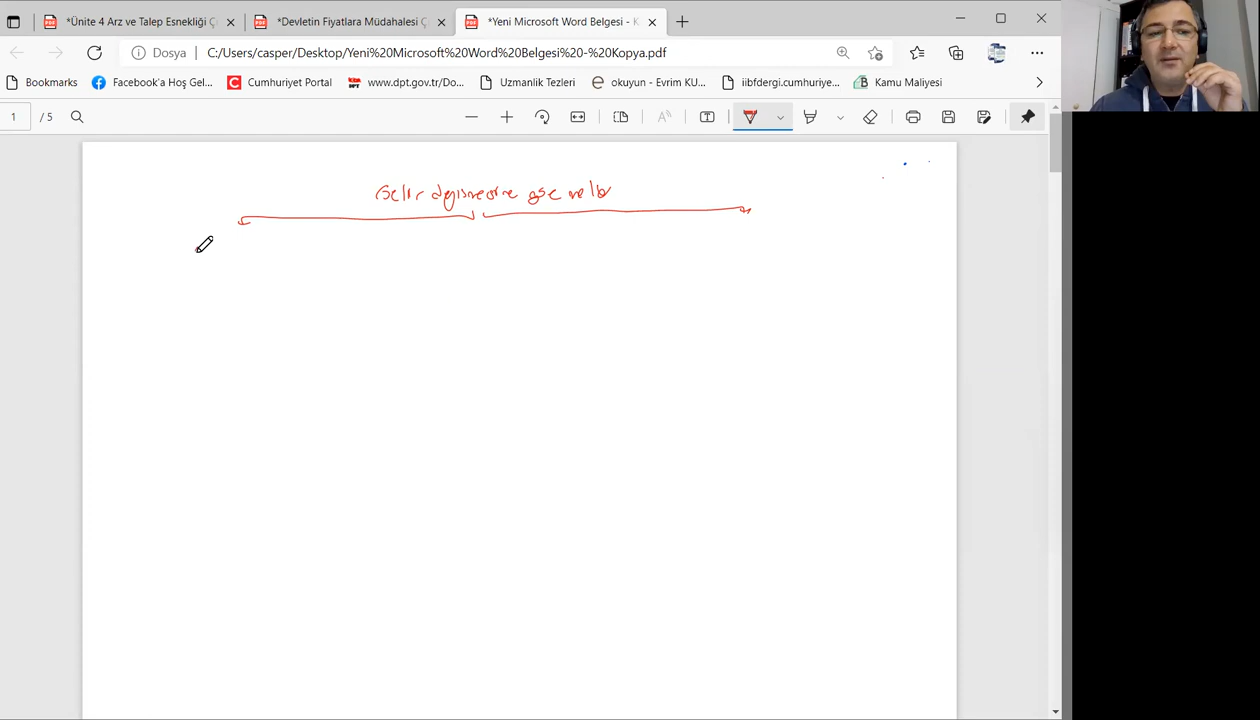 *Ünite 4 Arz ve Talep Esnekliği Ç
*Devletin Fiyatlara Müdahalesi Ç
*Yeni Microsoft Word Belgesi - K
Dosya C:/Users/casper/Desktop/Yeni%20Microsoft%20Word%20Belgesi%20-%20Kopya.pdf
Bookmarks Facebook'a Hoş Gel... Cumhuriyet Portal www.dpt.gov.tr/Do... Uzmanlik Tezleri okuyun - Evrim KU... iibfdergi.cumhuriye... Kamu Maliyesi
1 / 5
Gelir değişmesine göre mallar